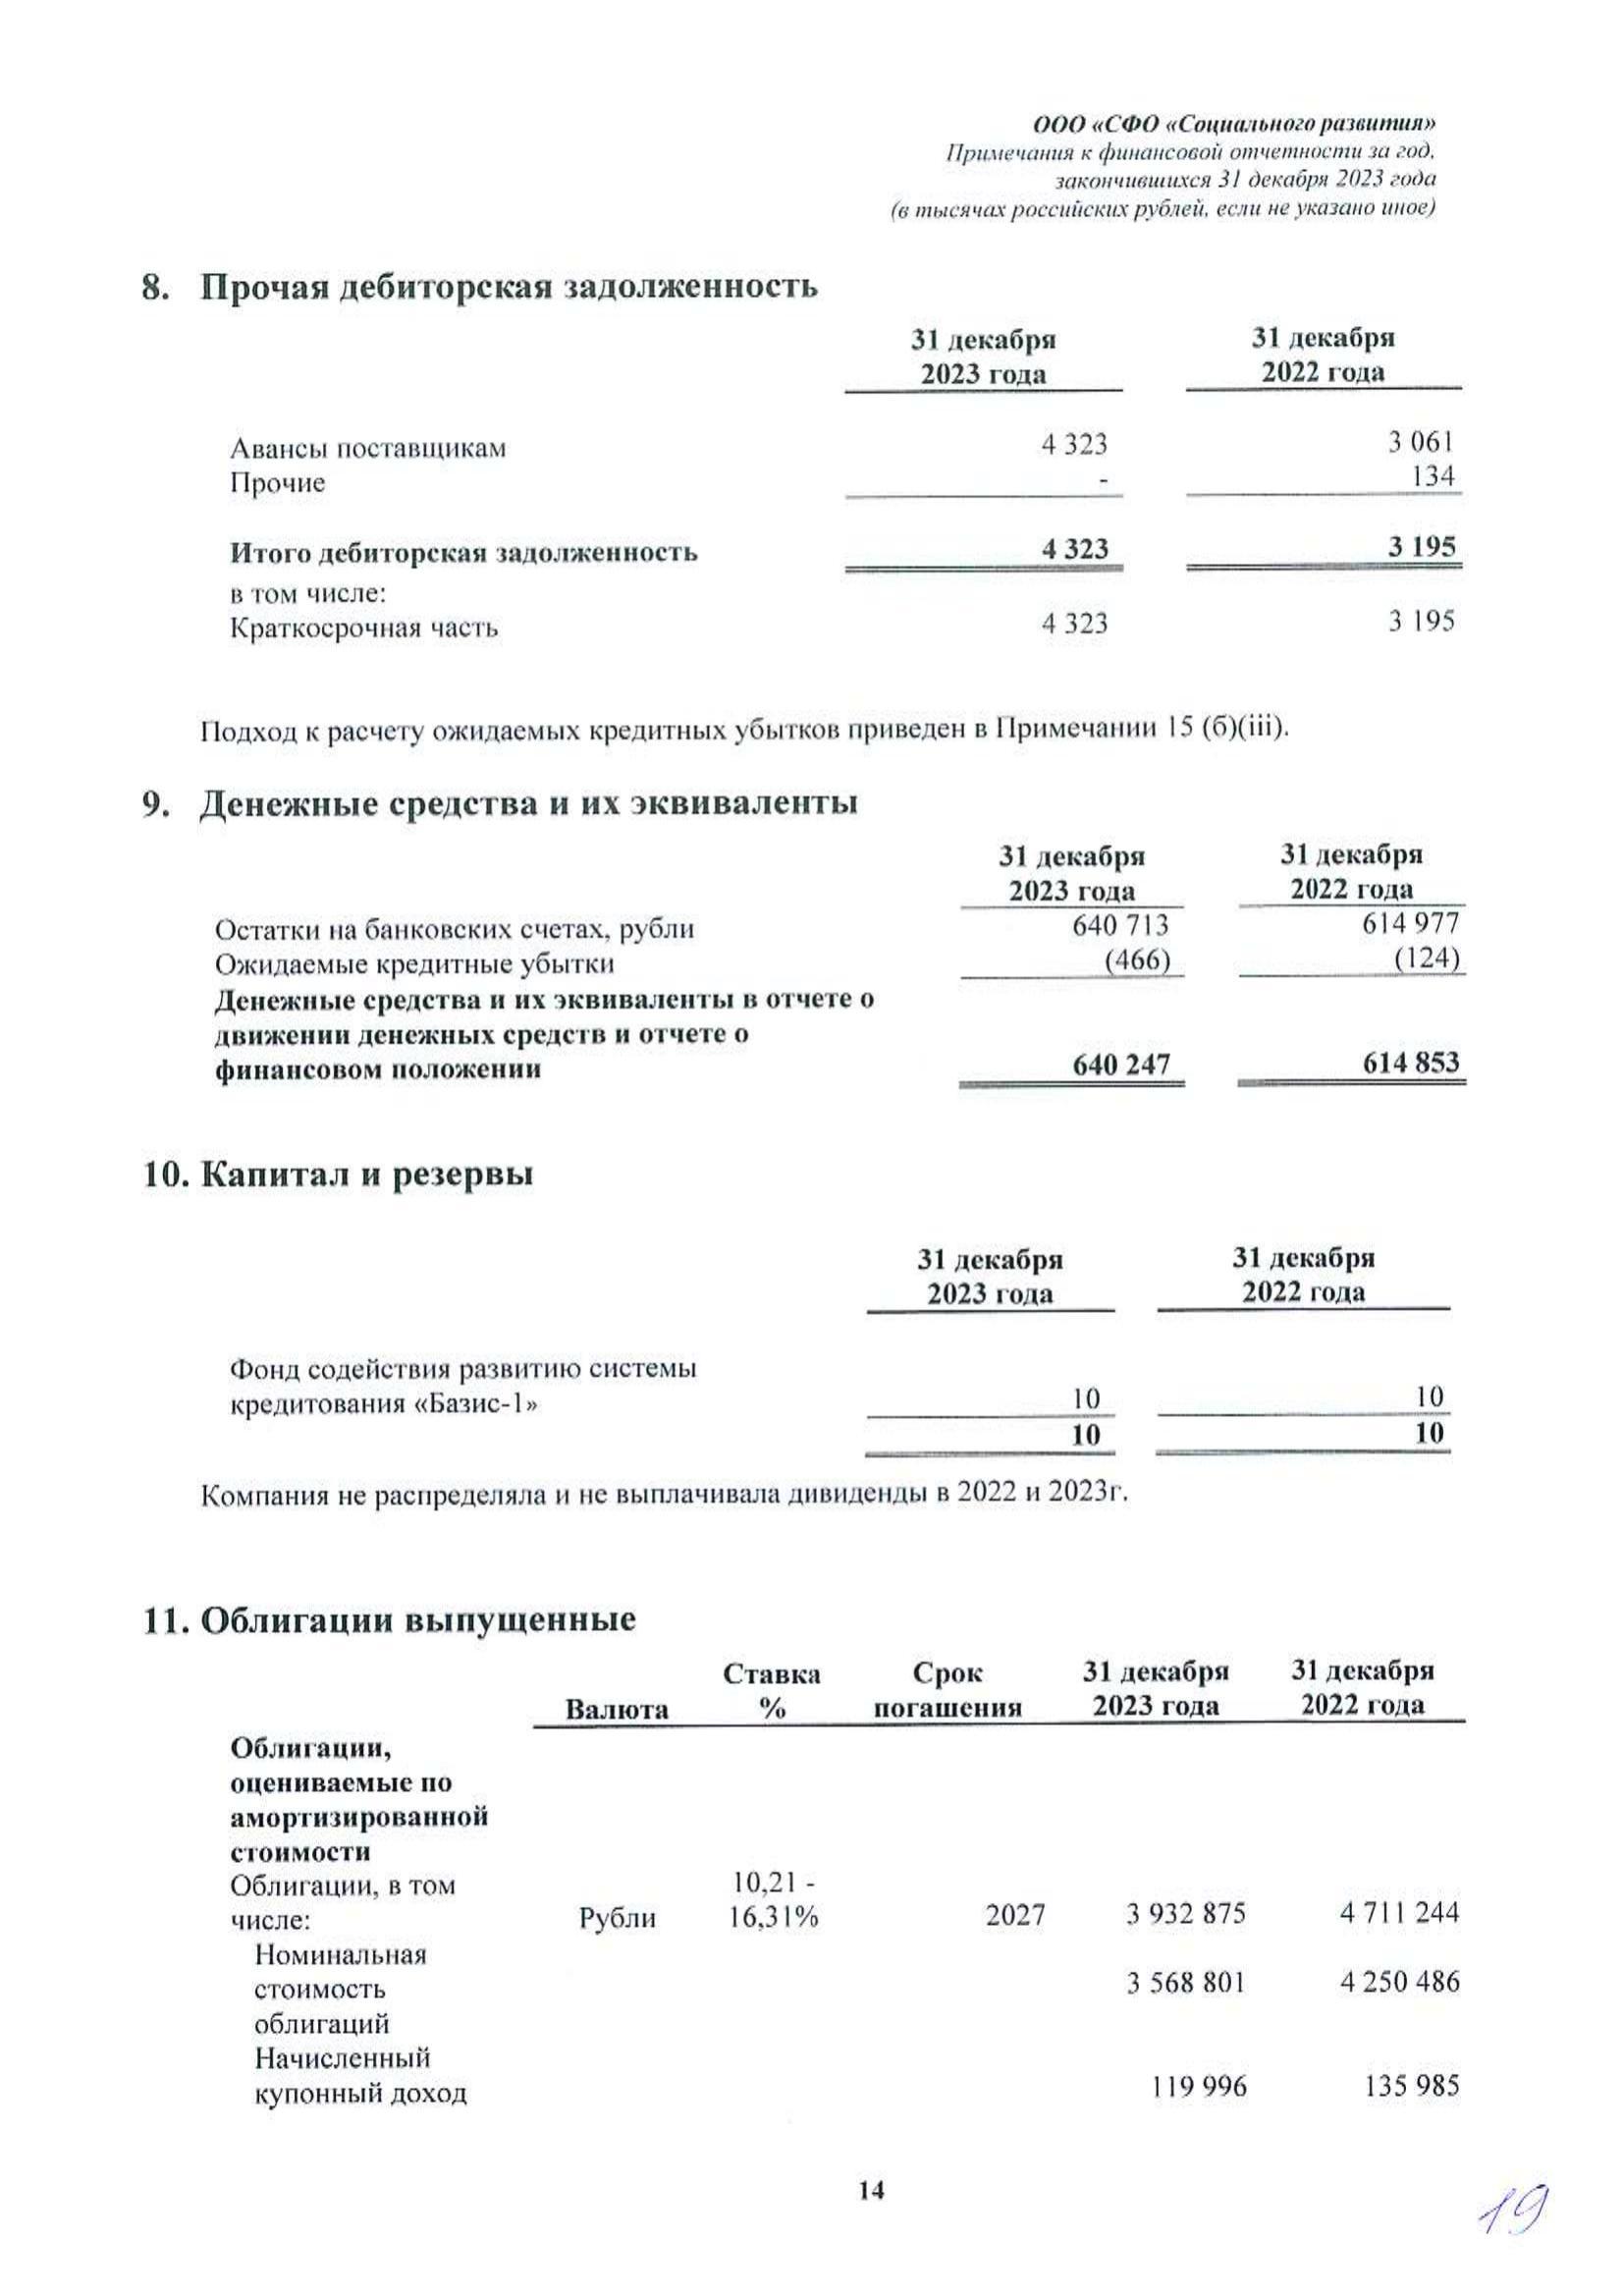 ООО «СФО «Социального развития»
Примечания к финансовой отчетности за год,
закончившихся 31 декабря 2023 года
(в тысячах российских рублей, если не указано иное)
8. Прочая дебиторская задолженность
31 декабря 31 декабря
2023 года 2022 года
Авансы поставщикам 4 323 3 061
Прочие - 134
Итого дебиторская задолженность 4 323 3 195
в том числе:
Краткосрочная часть 4 323 3 195
Подход к расчету ожидаемых кредитных убытков приведен в Примечании 15 (б)(iii).
9. Денежные средства и их эквиваленты
31 декабря 31 декабря
2023 года 2022 года
Остатки на банковских счетах, рубли 640 713 614 977
Ожидаемые кредитные убытки (466) (124)
Денежные средства и их эквиваленты в отчете о
движении денежных средств и отчете о
финансовом положении 640 247 614 853
10. Капитал и резервы
31 декабря 31 декабря
2023 года 2022 года
Фонд содействия развитию системы
кредитования «Базис-1» 10 10
10 10
Компания не распределяла и не выплачивала дивиденды в 2022 и 2023г.
11. Облигации выпущенные
Ставка Срок 31 декабря 31 декабря
Валюта % погашения 2023 года 2022 года
Облигации,
оцениваемые по
амортизированной
стоимости
Облигации, в том 10,21 -
числе: Рубли 16,31% 2027 3 932 875 4 711 244
Номинальная
стоимость 3 568 801 4 250 486
облигаций
Начисленный
купонный доход 119 996 135 985
14
19